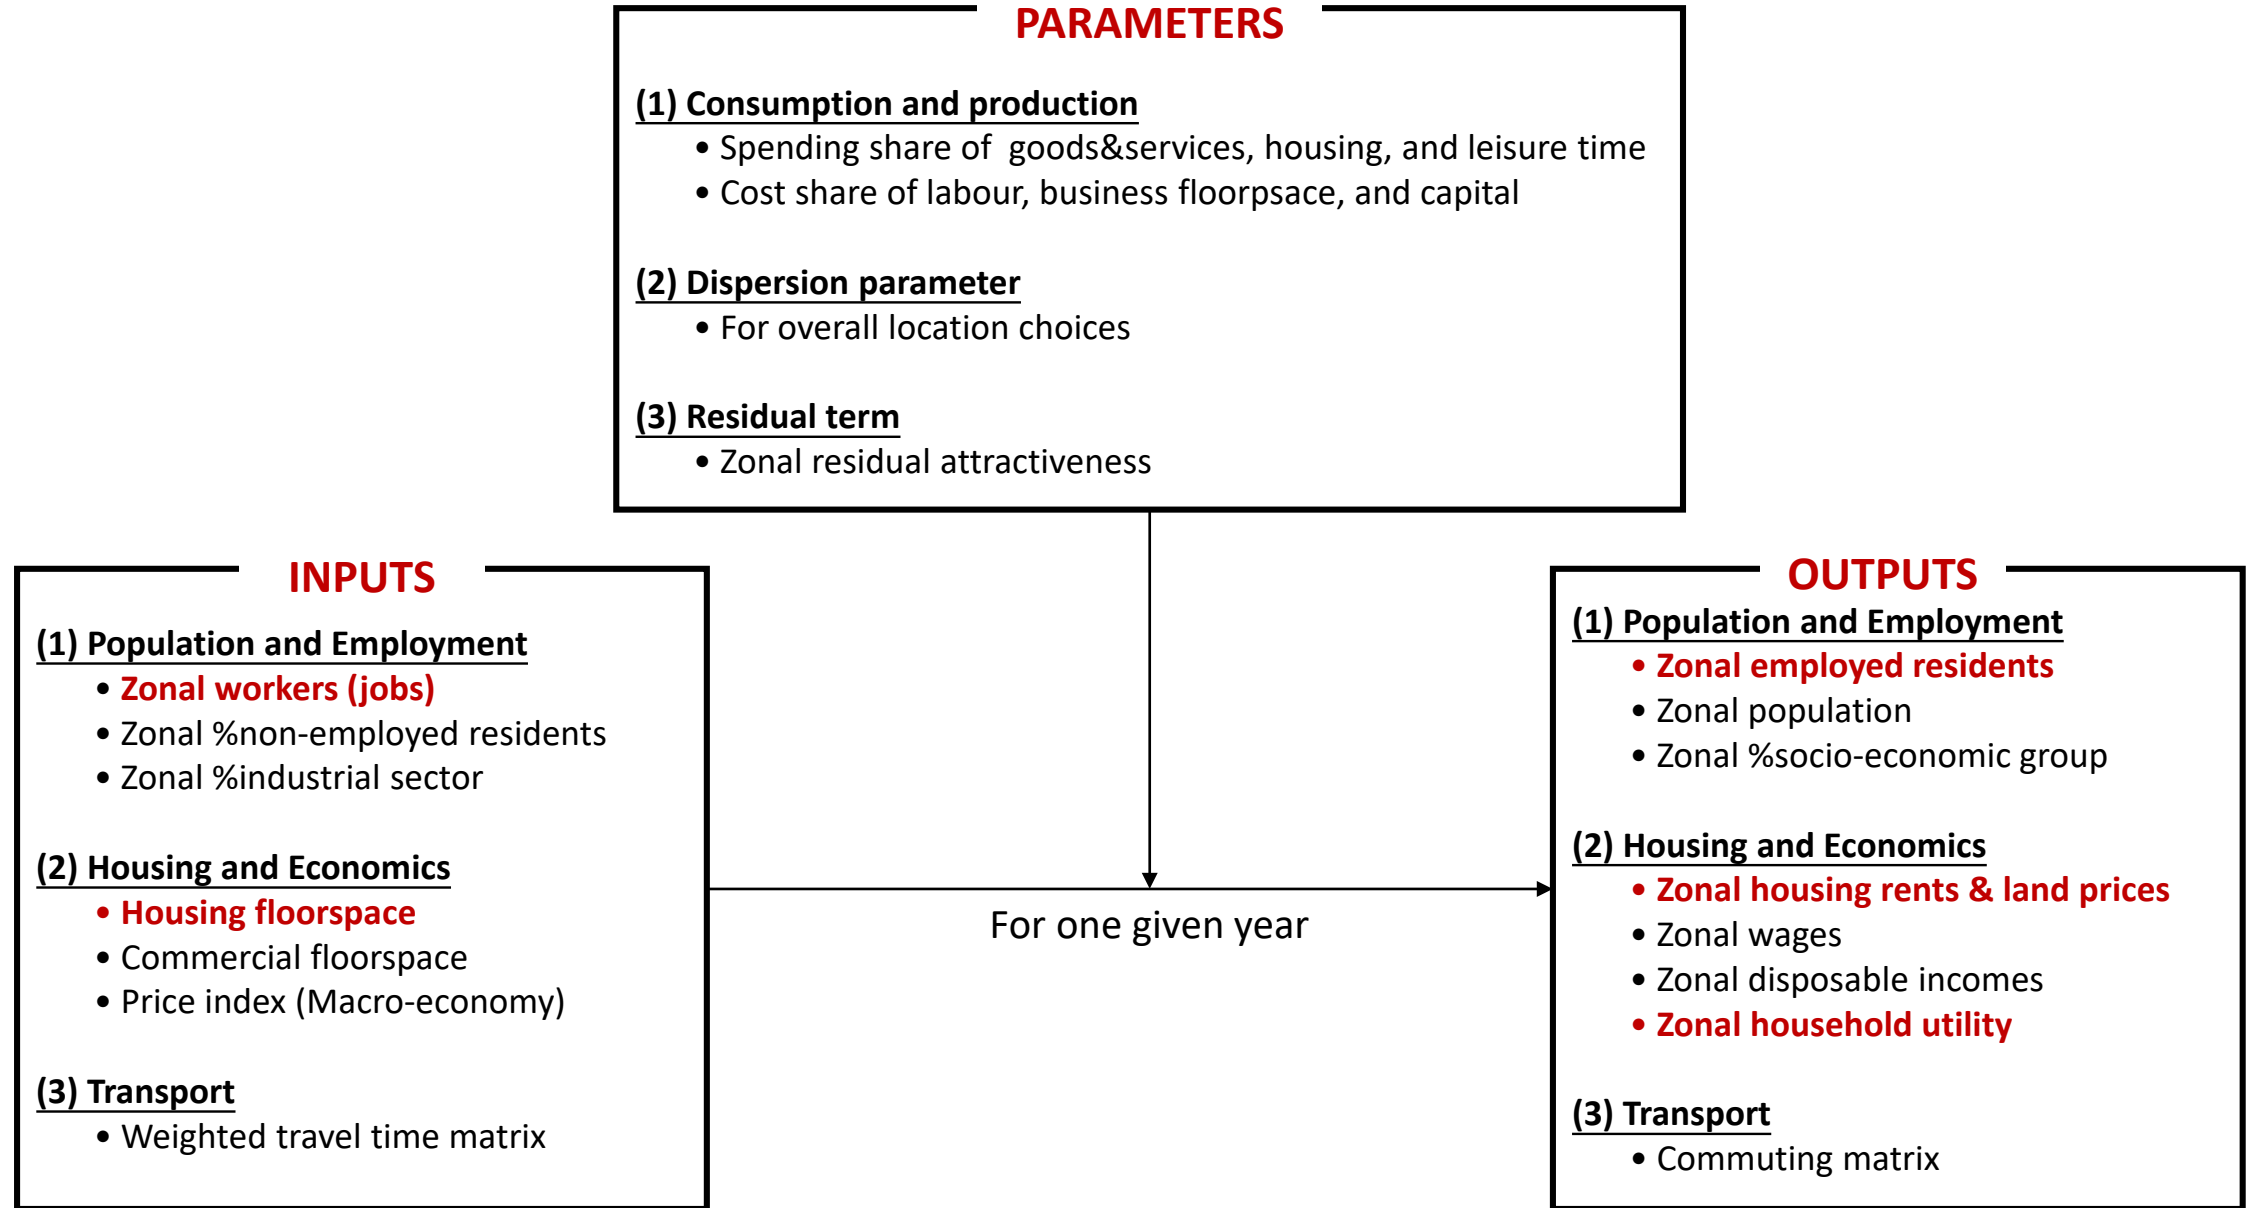 PARAMETERS
(1) Consumption and production
• Spending share of goods&services, housing, and leisure time
• Cost share of labour, business floorpsace, and capital
(2) Dispersion parameter
• For overall location choices
(3) Residual term
• Zonal residual attractiveness
INPUTS
(1) Population and Employment
• Zonal workers (jobs)
• Zonal %non-employed residents
• Zonal %industrial sector
(2) Housing and Economics
• Housing floorspace
• Commercial floorspace
• Price index (Macro-economy)
(3) Transport
• Weighted travel time matrix
For one given year
OUTPUTS
(1) Population and Employment
• Zonal employed residents
• Zonal population
• Zonal %socio-economic group
(2) Housing and Economics
• Zonal housing rents & land prices
• Zonal wages
• Zonal disposable incomes
• Zonal household utility
(3) Transport
• Commuting matrix